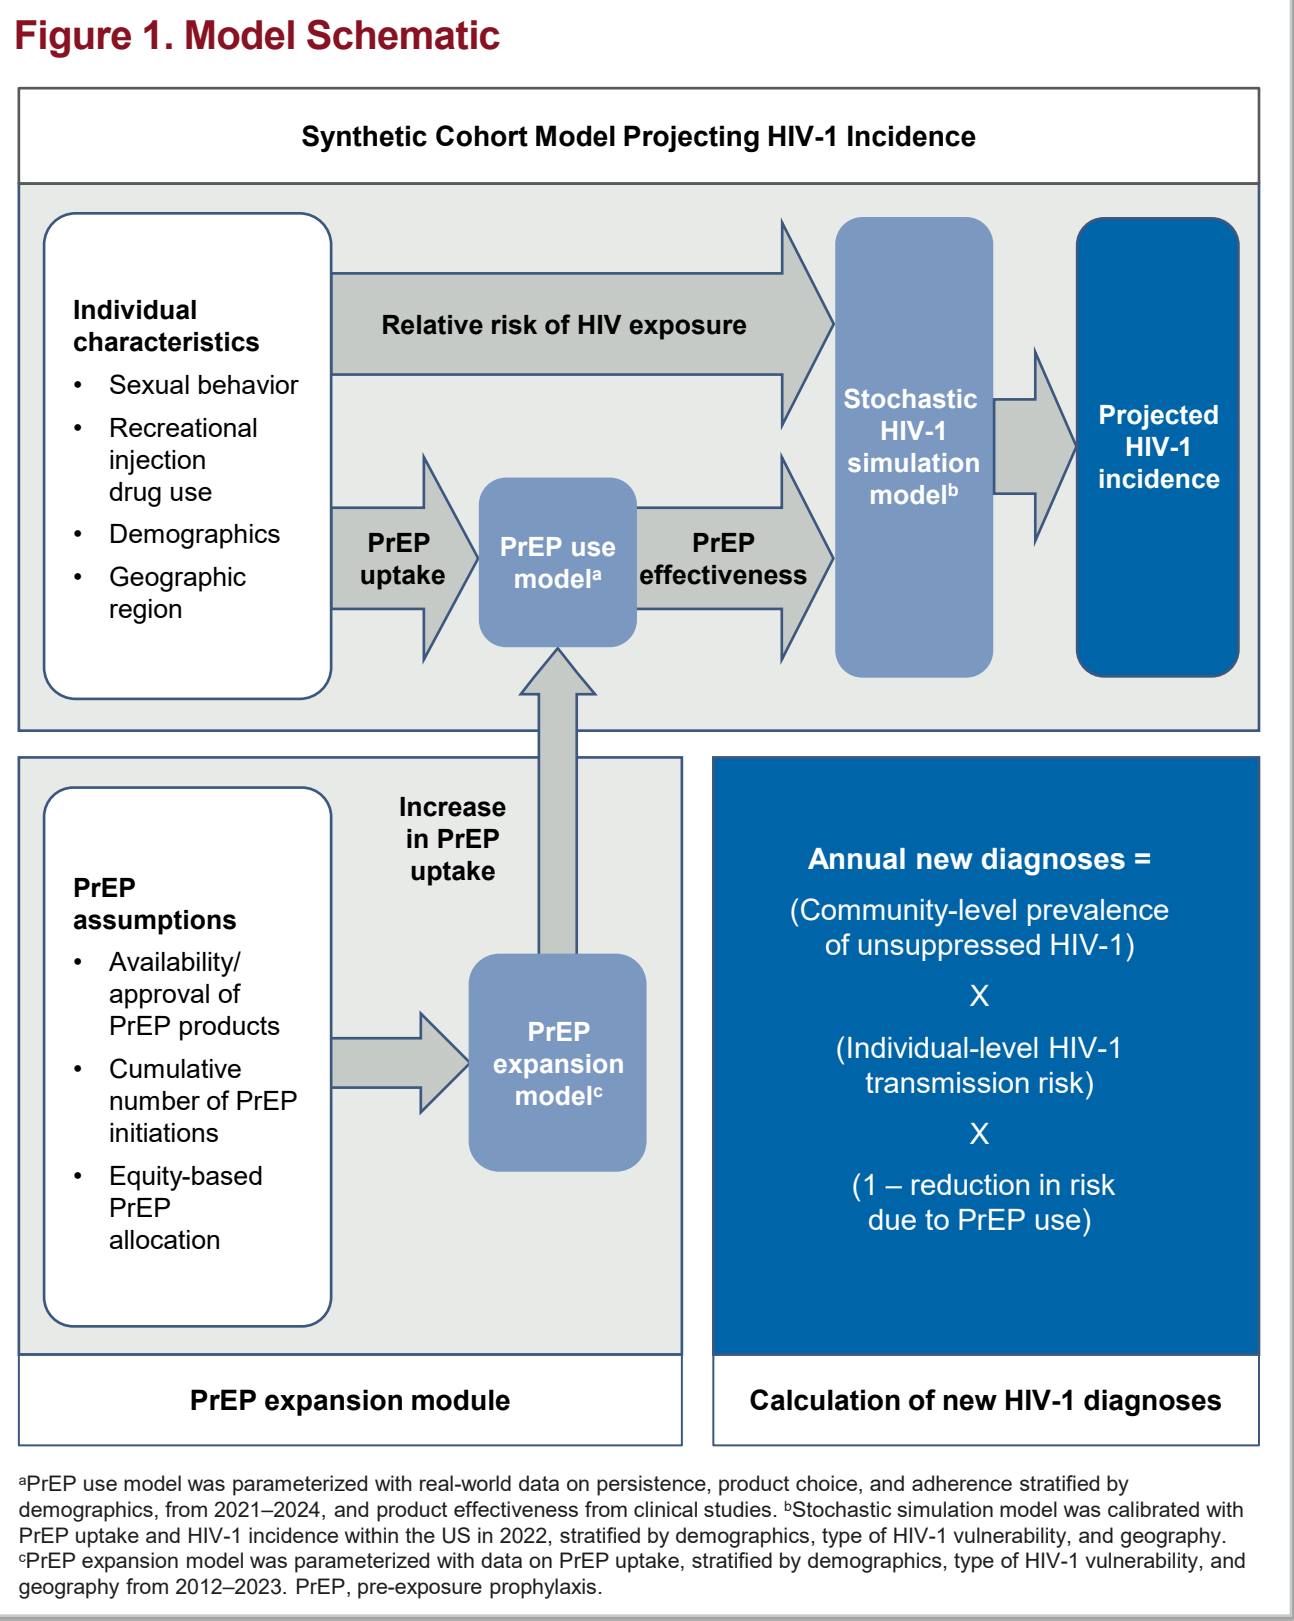 Figure 1. Model Schematic
Synthetic Cohort Model Projecting HIV-1 Incidence
Individual
characteristics
• Sexual behavior
• Recreational
injection
drug use
• Demographics
• Geographic
region
Relative risk of HIV exposure
PrEP
uptake
PrEP use
modelᵃ
PrEP
effectiveness
Stochastic
HIV-1
simulation
modelᵇ
Projected
HIV-1
incidence
PrEP
assumptions
• Availability/
approval of
PrEP products
• Cumulative
number of PrEP
initiations
• Equity-based
PrEP
allocation
Increase
in PrEP
uptake
PrEP
expansion
modelᶜ
PrEP expansion module
Annual new diagnoses =
(Community-level prevalence
of unsuppressed HIV-1)
X
(Individual-level HIV-1
transmission risk)
X
(1 – reduction in risk
due to PrEP use)
Calculation of new HIV-1 diagnoses
ᵃPrEP use model was parameterized with real-world data on persistence, product choice, and adherence stratified by
demographics, from 2021–2024, and product effectiveness from clinical studies. ᵇStochastic simulation model was calibrated with
PrEP uptake and HIV-1 incidence within the US in 2022, stratified by demographics, type of HIV-1 vulnerability, and geography.
ᶜPrEP expansion model was parameterized with data on PrEP uptake, stratified by demographics, type of HIV-1 vulnerability, and
geography from 2012–2023. PrEP, pre-exposure prophylaxis.